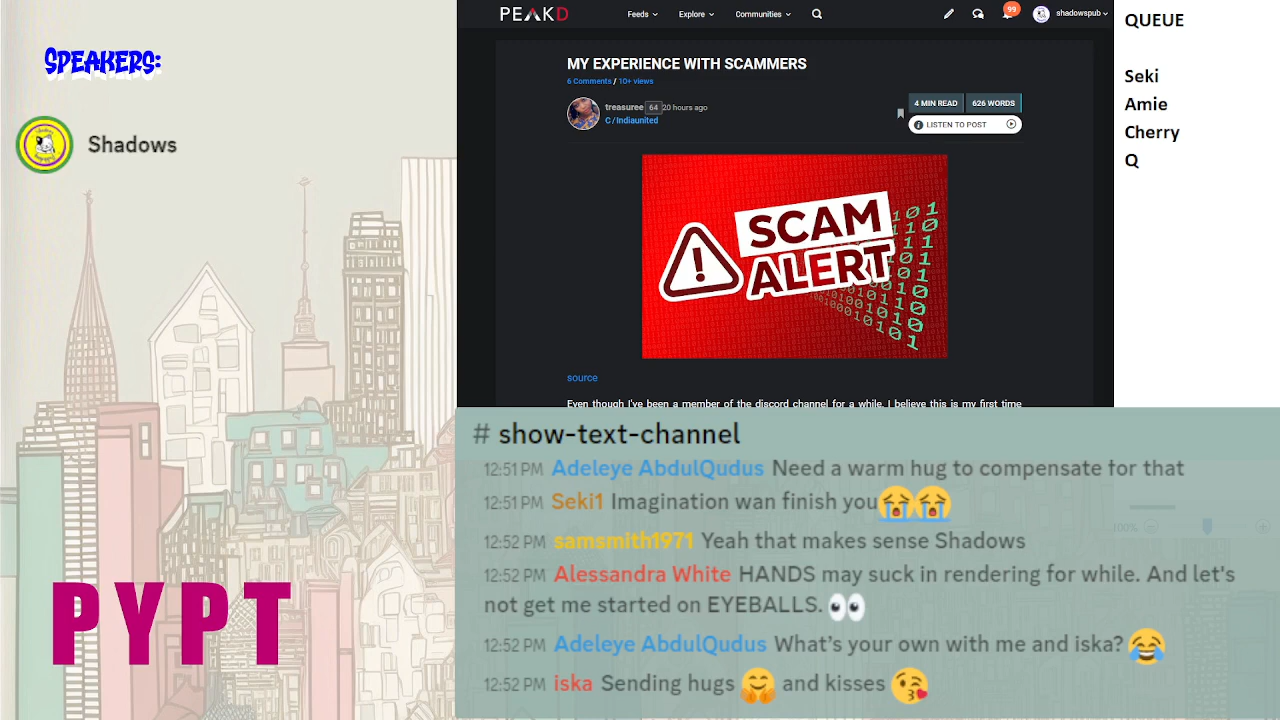 SPEAKERS:
Shadows
PYPT
PEAKD
Feeds
Explore
Communities
99
shadowspub
MY EXPERIENCE WITH SCAMMERS
6 Comments / 10+ views
treasuree 64 20 hours ago
C / Indiaunited
4 MIN READ 626 WORDS
LISTEN TO POST
SCAM
ALERT
source
Even though I've been a member of the discord channel for a while, I believe this is my first time
QUEUE
Seki
Amie
Cherry
Q
# show-text-channel
12:51 PM Adeleye AbdulQudus Need a warm hug to compensate for that
12:51 PM Seki1 Imagination wan finish you😭😭
12:52 PM samsmith1971 Yeah that makes sense Shadows
12:52 PM Alessandra White HANDS may suck in rendering for while. And let's
not get me started on EYEBALLS. 👀
12:52 PM Adeleye AbdulQudus What's your own with me and iska? 😂
12:52 PM iska Sending hugs 🤗 and kisses 😘
100%